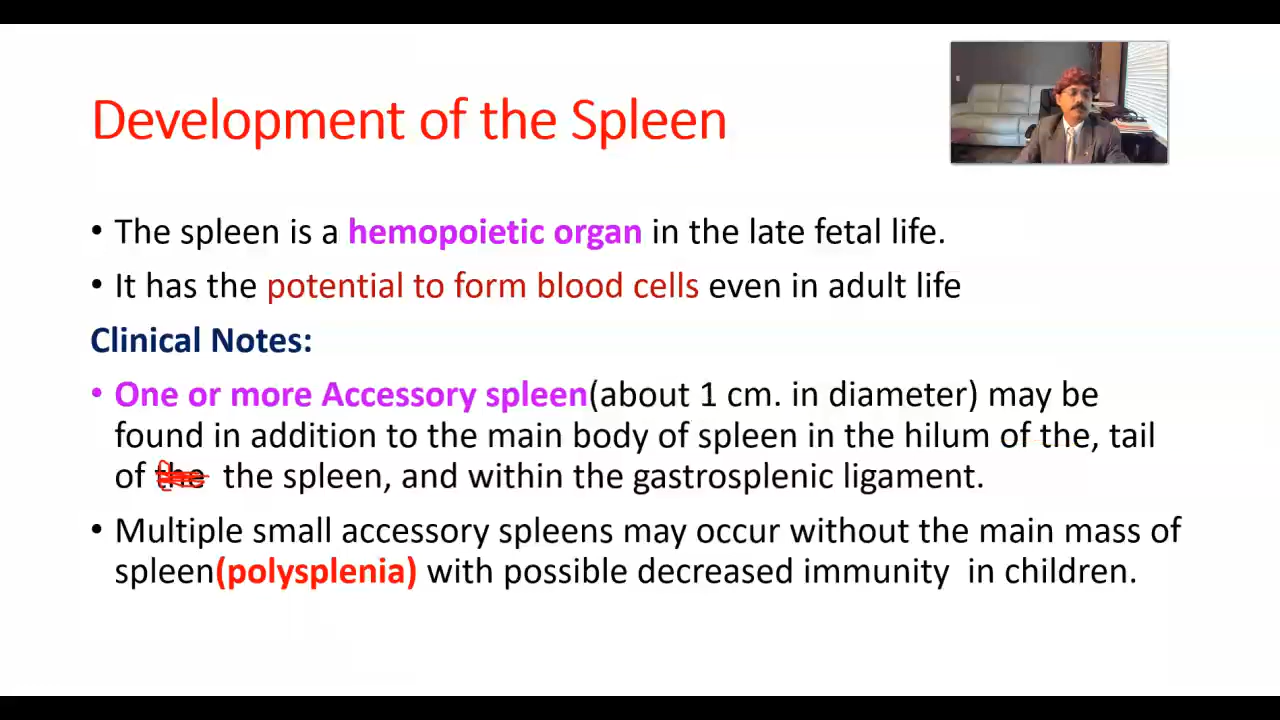 Development of the Spleen
• The spleen is a hemopoietic organ in the late fetal life.
• It has the potential to form blood cells even in adult life
Clinical Notes:
• One or more Accessory spleen(about 1 cm. in diameter) may be
found in addition to the main body of spleen in the hilum of the, tail
of the the spleen, and within the gastrosplenic ligament.
• Multiple small accessory spleens may occur without the main mass of
spleen(polysplenia) with possible decreased immunity in children.